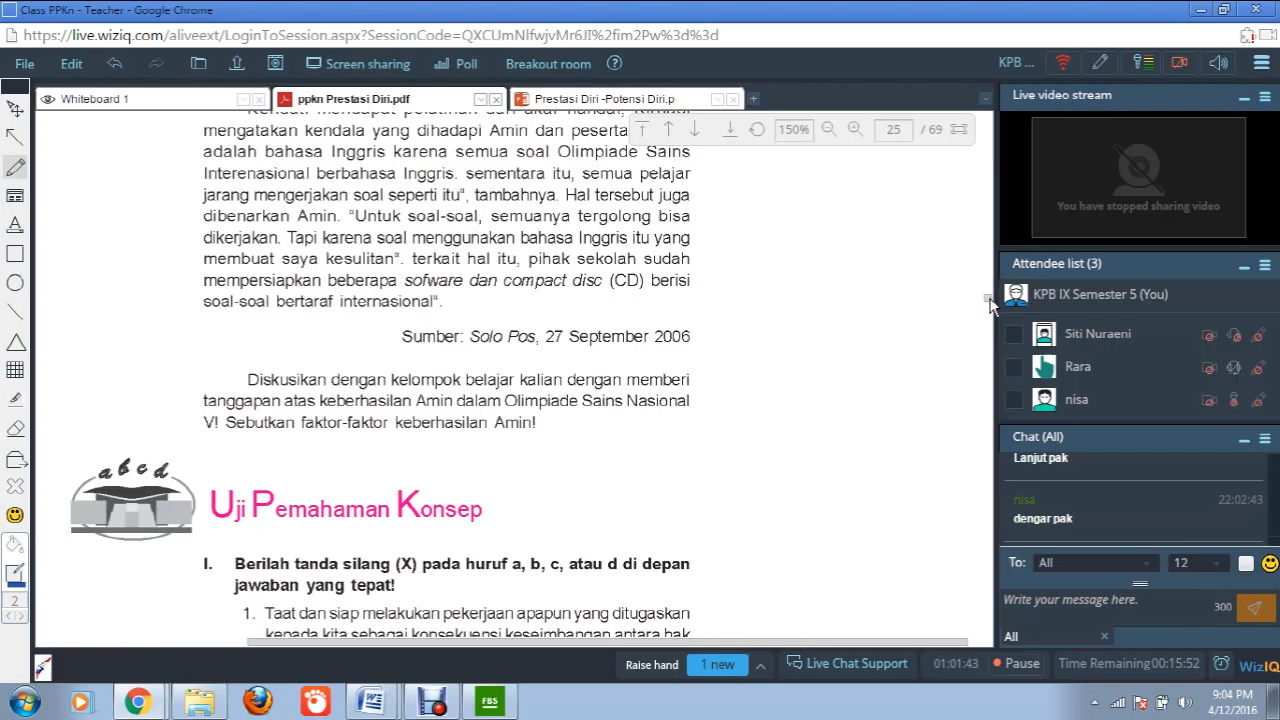 Class PPKn - Teacher - Google Chrome
https://live.wiziq.com/aliveext/LoginToSession.aspx?SessionCode=QXCUmNlfwjvMr6JI%2fim2Pw%3d%3d
File Edit Screen sharing Poll Breakout room KPB ...
Whiteboard 1 ppkn Prestasi Diri.pdf Prestasi Diri -Potensi Diri.p
150% 25 / 69
mengatakan kendala yang dihadapi Amin dan peserta
adalah bahasa Inggris karena semua soal Olimpiade Sains
Interenasional berbahasa Inggris. sementara itu, semua pelajar
jarang mengerjakan soal seperti itu“, tambahnya. Hal tersebut juga
dibenarkan Amin. “Untuk soal-soal, semuanya tergolong bisa
dikerjakan. Tapi karena soal menggunakan bahasa Inggris itu yang
membuat saya kesulitan“. terkait hal itu, pihak sekolah sudah
mempersiapkan beberapa sofware dan compact disc (CD) berisi
soal-soal bertaraf internasional“.
Sumber: Solo Pos, 27 September 2006
Diskusikan dengan kelompok belajar kalian dengan memberi
tanggapan atas keberhasilan Amin dalam Olimpiade Sains Nasional
V! Sebutkan faktor-faktor keberhasilan Amin!
a b c d
Uji Pemahaman Konsep
I. Berilah tanda silang (X) pada huruf a, b, c, atau d di depan
jawaban yang tepat!
1. Taat dan siap melakukan pekerjaan apapun yang ditugaskan
kepada kita sebagai konsekuensi keseimbangan antara hak
Live video stream
You have stopped sharing video
Attendee list (3)
KPB IX Semester 5 (You)
Siti Nuraeni
Rara
nisa
Chat (All)
Lanjut pak
nisa 22:02:43
dengar pak
To: All 12
Write your message here. 300
All
2
Raise hand 1 new Live Chat Support 01:01:43 Pause Time Remaining 00:15:52 WizIQ
FBS
9:04 PM
4/12/2016